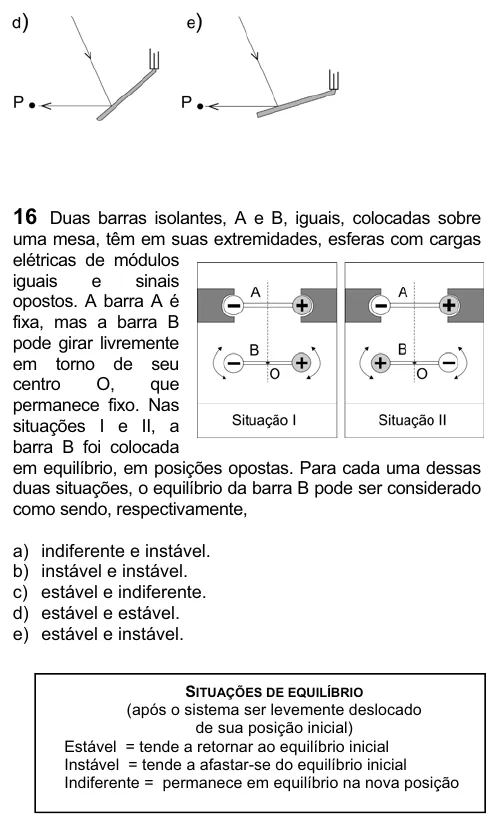 d)
e)
P
P
16 Duas barras isolantes, A e B, iguais, colocadas sobre
uma mesa, têm em suas extremidades, esferas com cargas
elétricas de módulos
iguais e sinais
opostos. A barra A é
fixa, mas a barra B
pode girar livremente
em torno de seu
centro O, que
permanece fixo. Nas
situações I e II, a
barra B foi colocada
em equilíbrio, em posições opostas. Para cada uma dessas
duas situações, o equilíbrio da barra B pode ser considerado
como sendo, respectivamente,
A
− +
B
− +
O
Situação I
A
− +
B
+ −
O
Situação II
a) indiferente e instável.
b) instável e instável.
c) estável e indiferente.
d) estável e estável.
e) estável e instável.
SITUAÇÕES DE EQUILÍBRIO
(após o sistema ser levemente deslocado
de sua posição inicial)
Estável = tende a retornar ao equilíbrio inicial
Instável = tende a afastar-se do equilíbrio inicial
Indiferente = permanece em equilíbrio na nova posição